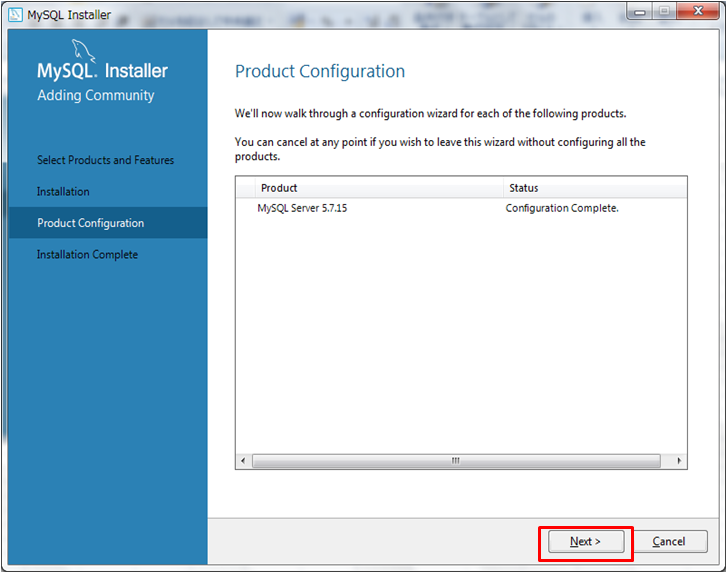 MySQL Installer
MySQL. Installer
Adding Community
Select Products and Features
Installation
Product Configuration
Installation Complete
Product Configuration
We'll now walk through a configuration wizard for each of the following products.
You can cancel at any point if you wish to leave this wizard without configuring all the
products.
Product Status
MySQL Server 5.7.15 Configuration Complete.
Next > Cancel